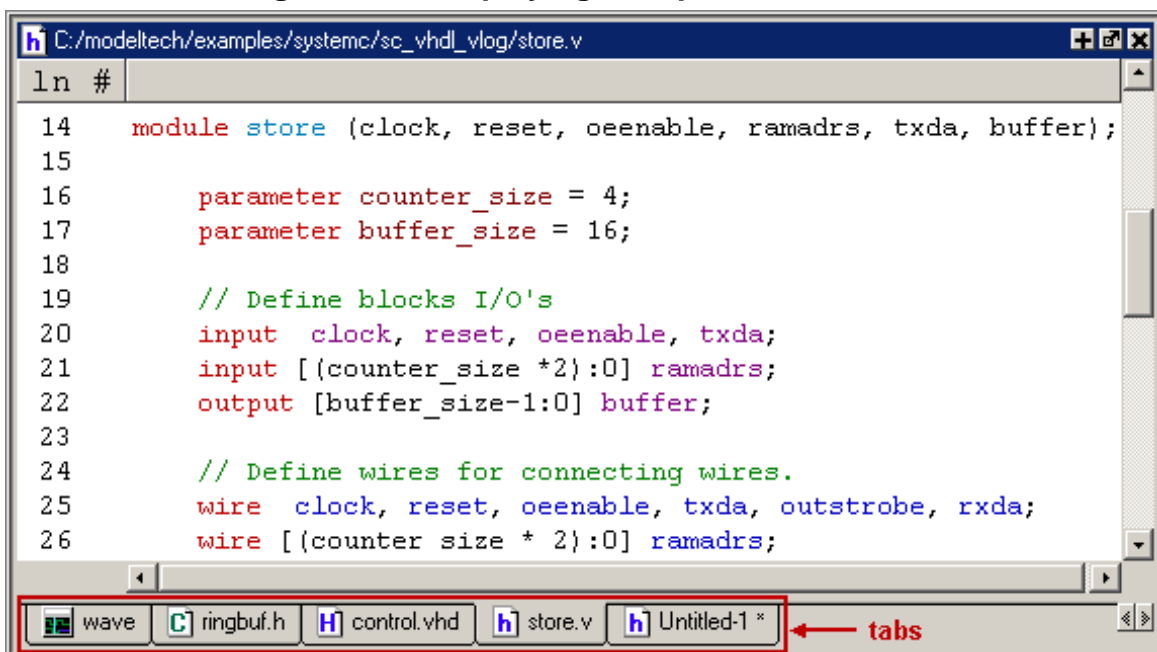 C:/modeltech/examples/systemc/sc_vhdl_vlog/store.v
ln #
14 module store (clock, reset, oeenable, ramadrs, txda, buffer);
15
16 parameter counter_size = 4;
17 parameter buffer_size = 16;
18
19 // Define blocks I/O's
20 input clock, reset, oeenable, txda;
21 input [(counter_size *2):0] ramadrs;
22 output [buffer_size-1:0] buffer;
23
24 // Define wires for connecting wires.
25 wire clock, reset, oeenable, txda, outstrobe, rxda;
26 wire [(counter size * 2):0] ramadrs;
wave ringbuf.h control.vhd store.v Untitled-1 * tabs